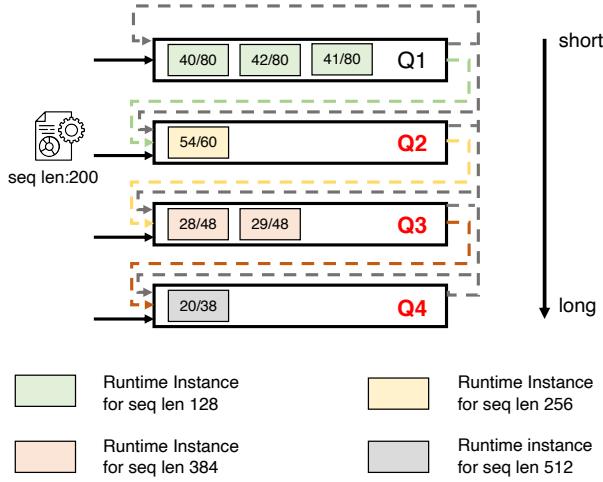 40/80 42/80 41/80 Q1
short
54/60 Q2
seq len:200
28/48 29/48 Q3
20/38 Q4
long
Runtime Instance
for seq len 128
Runtime Instance
for seq len 256
Runtime Instance
for seq len 384
Runtime instance
for seq len 512